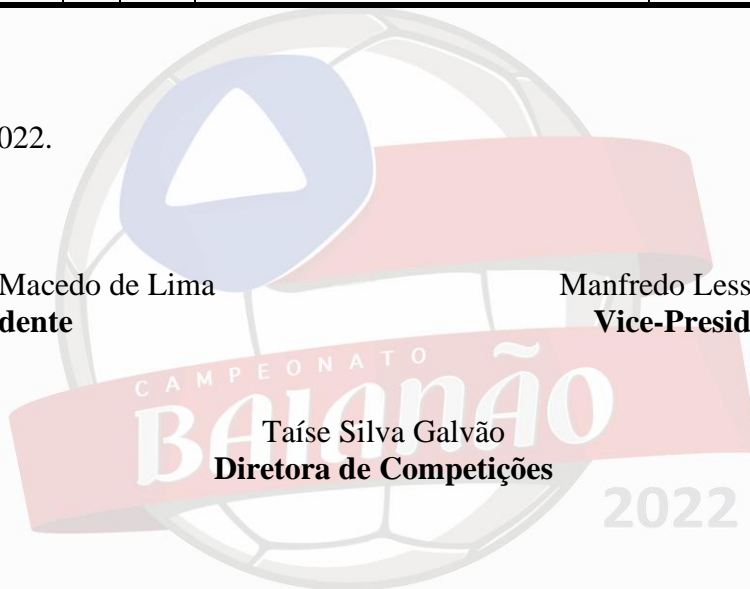 022.
Macedo de Lima
dente
Manfredo Less
Vice-Presid
CAMPEONATO
BAIANÃO
Taíse Silva Galvão
Diretora de Competições
2022